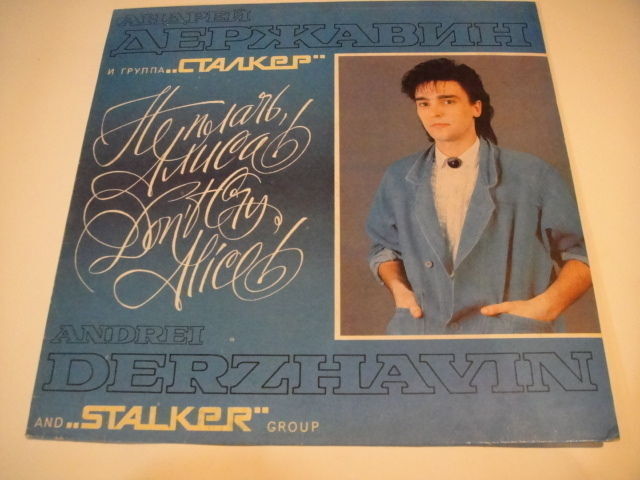 АНДРЕЙ
ДЕРЖАВИН
И ГРУППА „СТАЛКЕР"
Не плачь,
Алиса!
Don't Cry,
Alice!
ANDREI
DERZHAVIN
AND „STALKER" GROUP